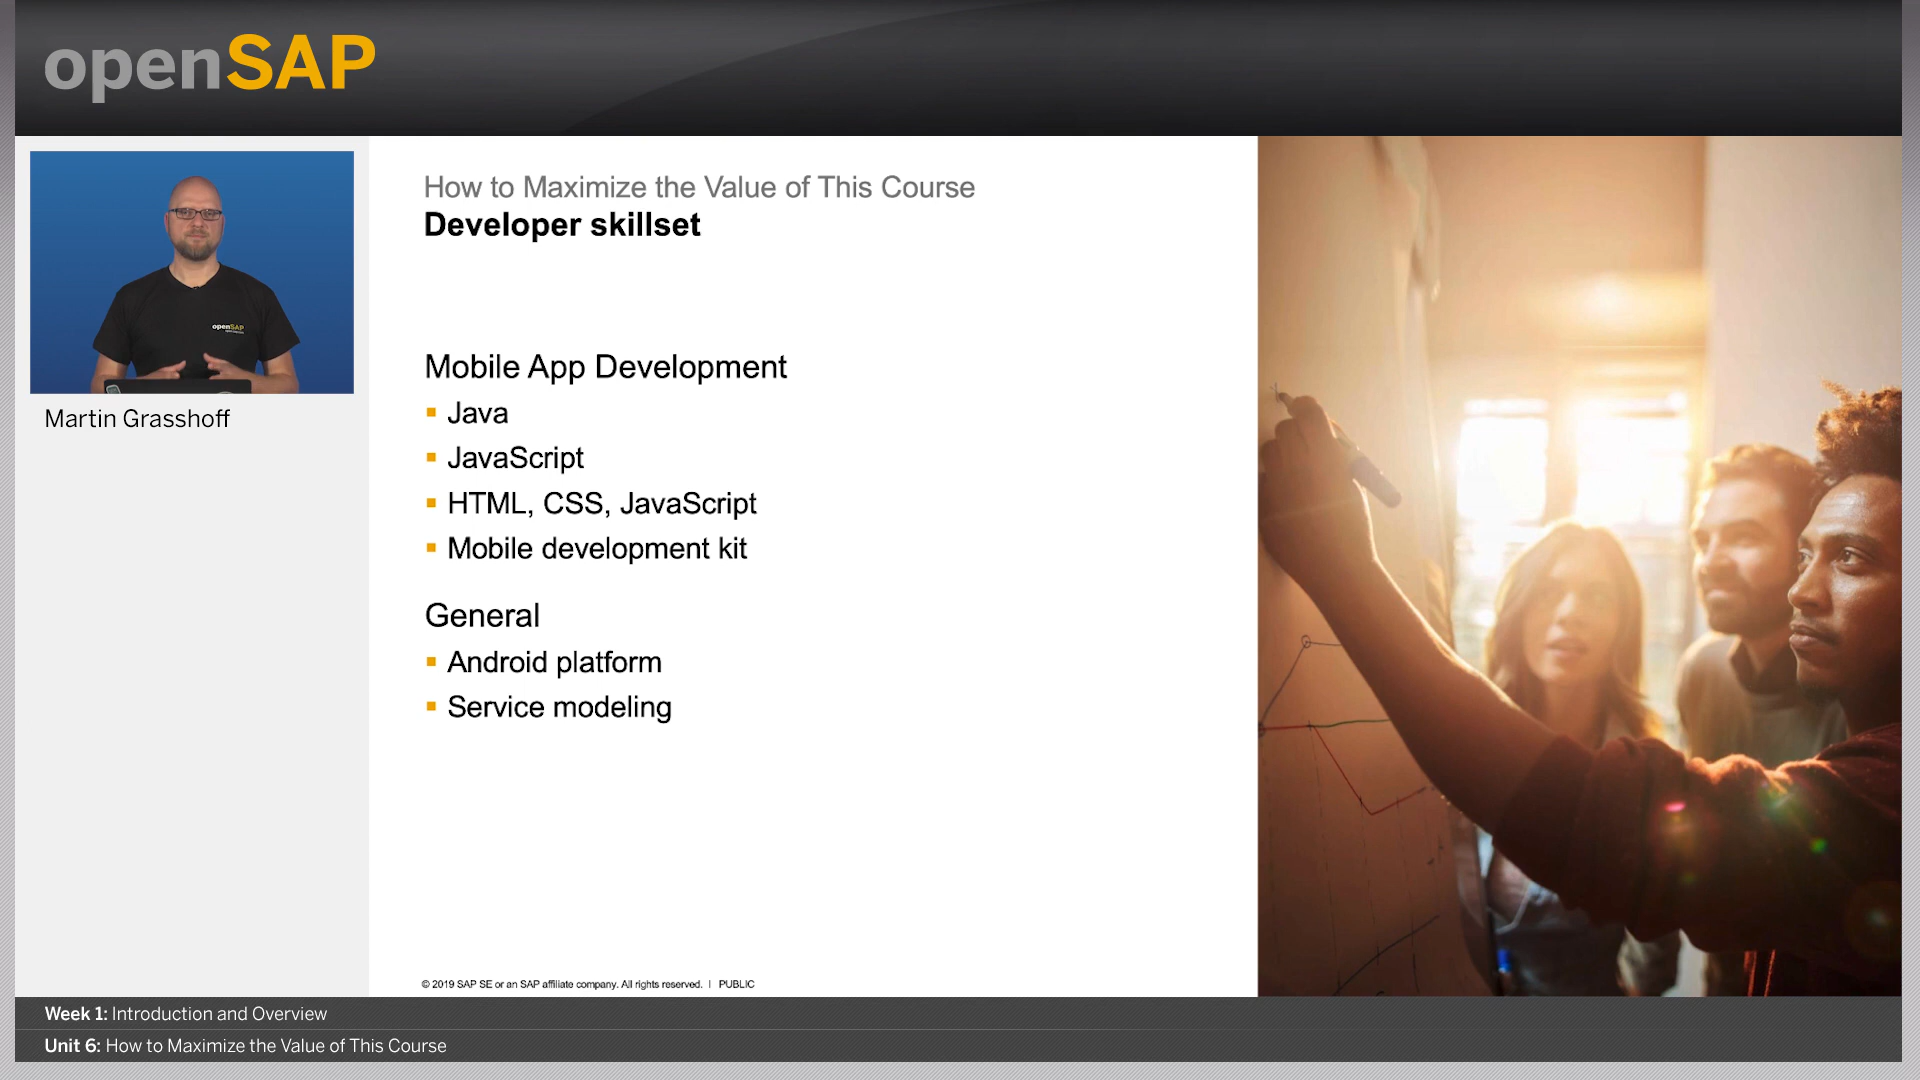 openSAP
openSAP
Martin Grasshoff
How to Maximize the Value of This Course
Developer skillset
Mobile App Development
Java
JavaScript
HTML, CSS, JavaScript
Mobile development kit
General
Android platform
Service modeling
© 2019 SAP SE or an SAP affiliate company. All rights reserved. | PUBLIC
Week 1: Introduction and Overview
Unit 6: How to Maximize the Value of This Course